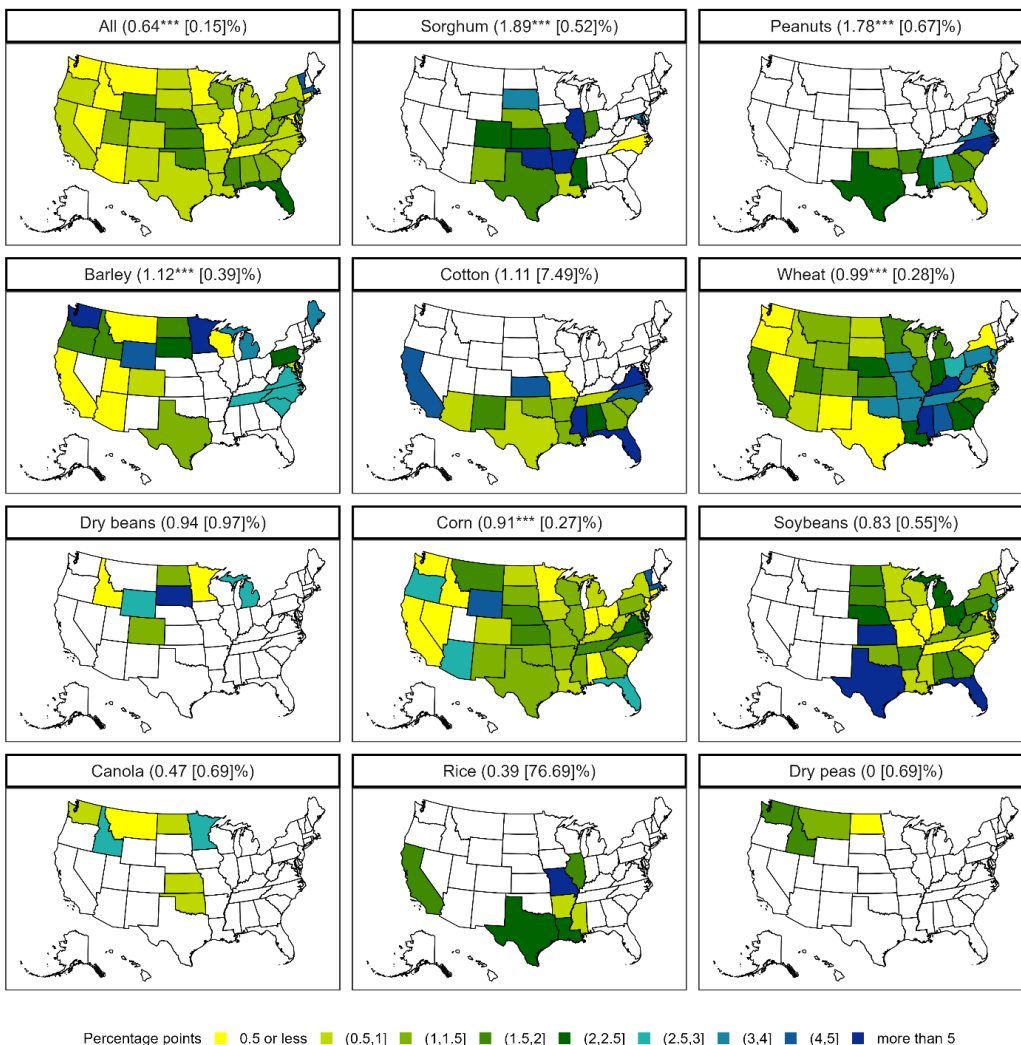 All (0.64*** [0.15]%)
Sorghum (1.89*** [0.52]%)
Peanuts (1.78*** [0.67]%)
Barley (1.12*** [0.39]%)
Cotton (1.11 [7.49]%)
Wheat (0.99*** [0.28]%)
Dry beans (0.94 [0.97]%)
Corn (0.91*** [0.27]%)
Soybeans (0.83 [0.55]%)
Canola (0.47 [0.69]%)
Rice (0.39 [76.69]%)
Dry peas (0 [0.69]%)
Percentage points 0.5 or less (0.5,1] (1,1.5] (1.5,2] (2,2.5] (2.5,3] (3,4] (4,5] more than 5